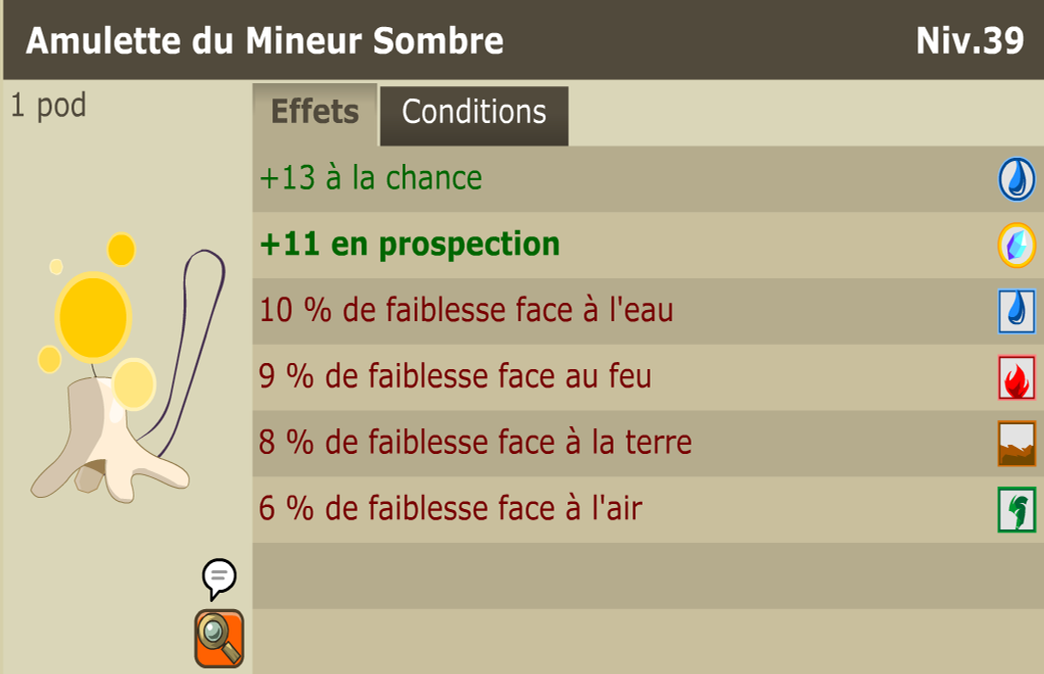 Amulette du Mineur Sombre
Niv.39
1 pod
Effets
Conditions
+13 à la chance
+11 en prospection
10 % de faiblesse face à l'eau
9 % de faiblesse face au feu
8 % de faiblesse face à la terre
6 % de faiblesse face à l'air